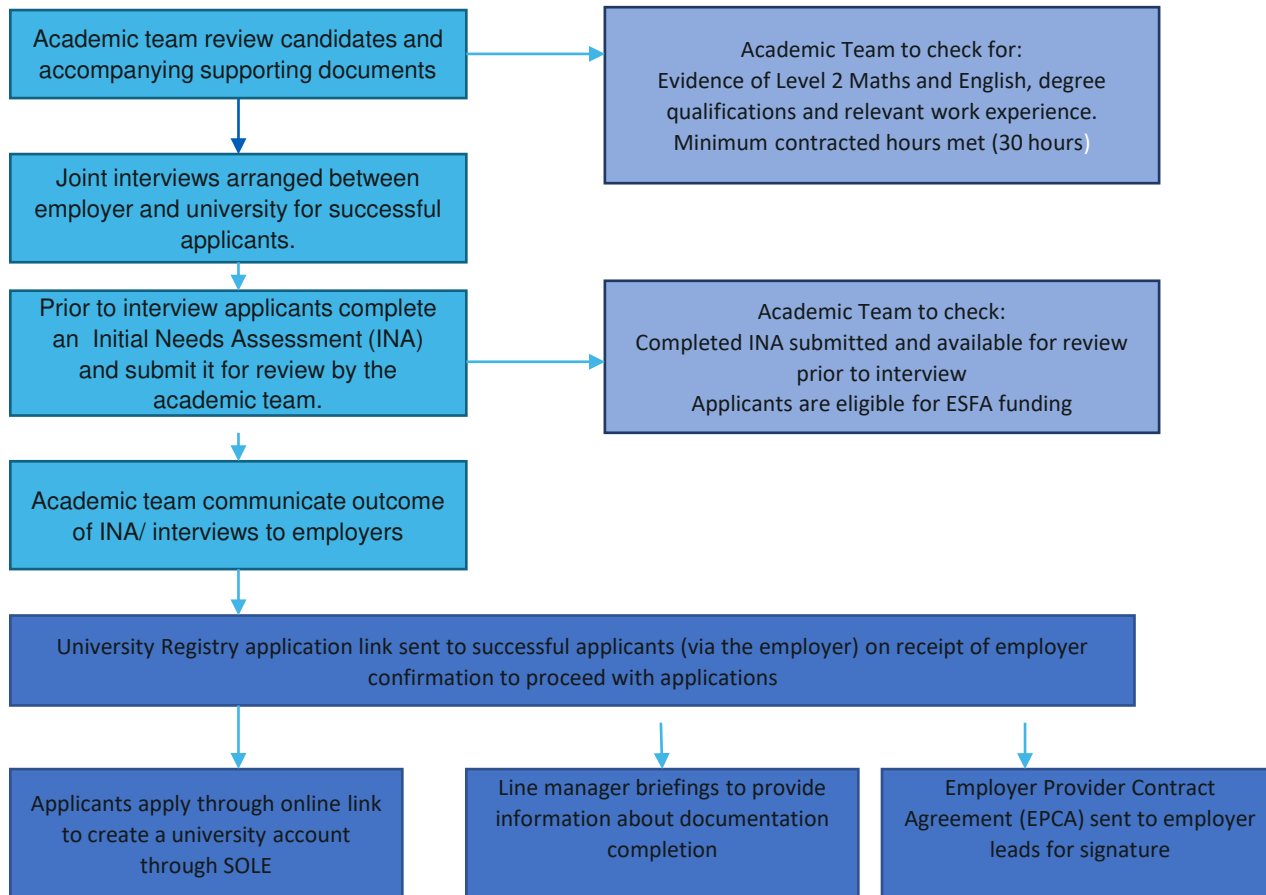 Academic team review candidates and
accompanying supporting documents
Academic Team to check for:
Evidence of Level 2 Maths and English, degree
qualifications and relevant work experience.
Minimum contracted hours met (30 hours)
Joint interviews arranged between
employer and university for successful
applicants.
Prior to interview applicants complete
an Initial Needs Assessment (INA)
and submit it for review by the
academic team.
Academic Team to check:
Completed INA submitted and available for review
prior to interview
Applicants are eligible for ESFA funding
Academic team communicate outcome
of INA/ interviews to employers
University Registry application link sent to successful applicants (via the employer) on receipt of employer
confirmation to proceed with applications
Applicants apply through online link
to create a university account
through SOLE
Line manager briefings to provide
information about documentation
completion
Employer Provider Contract
Agreement (EPCA) sent to employer
leads for signature